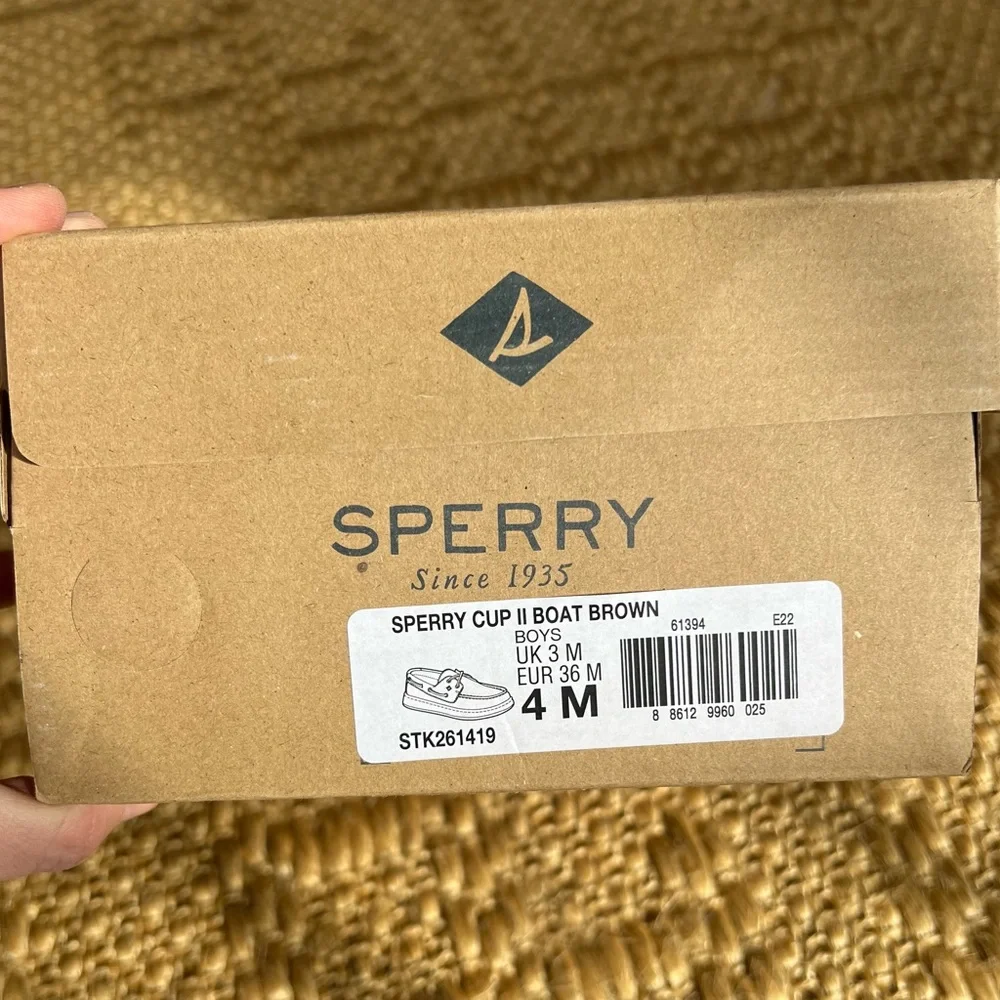 SPERRY
Since 1935
SPERRY CUP II BOAT BROWN
BOYS
UK 3 M
EUR 36 M
4 M
STK261419
61394 E22
8 8612 9960 025